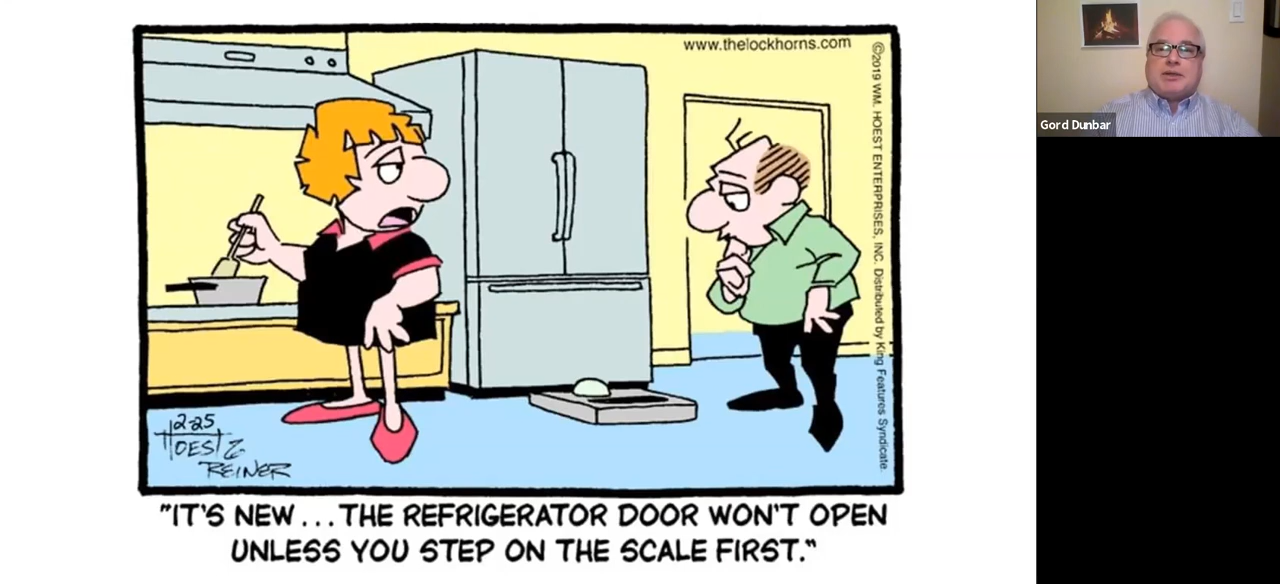 www.thelockhorns.com
©2019 WM. HOEST ENTERPRISES, INC. Distributed by King Features Syndicate.
Gord Dunbar
2-25
HOEST &
REINER
"IT'S NEW...THE REFRIGERATOR DOOR WON'T OPEN
UNLESS YOU STEP ON THE SCALE FIRST."